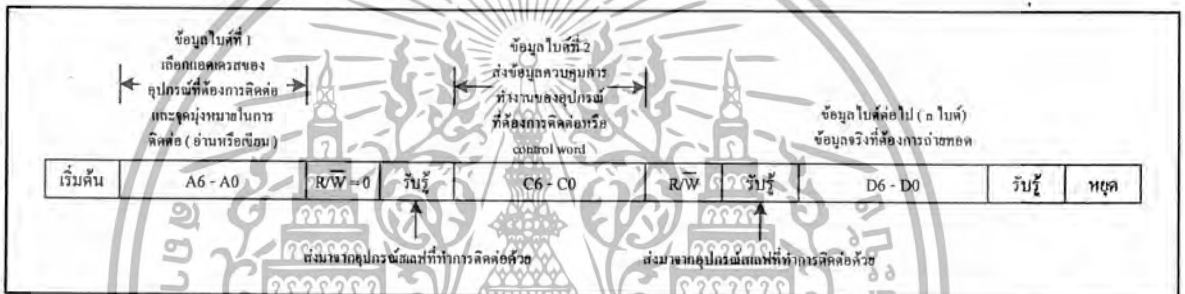 ข้อมูลไบต์ที่ 1
เลือกแอดเดรสของ
อุปกรณ์ที่ต้องการติดต่อ
และจุดมุ่งหมายในการ
ติดต่อ ( อ่านหรือเขียน )
ข้อมูลไบต์ที่ 2
ส่งข้อมูลควบคุมการ
ทำงานของอุปกรณ์
ที่ต้องการติดต่อหรือ
control word
ข้อมูลไบต์ต่อไป ( n ไบต์)
ข้อมูลจริงที่ต้องการถ่ายทอด
เริ่มต้น A6 - A0 R/W̅ = 0 รับรู้ C6 - C0 R/W̅ รับรู้ D6 - D0 รับรู้ หยุด
ส่งมาจากอุปกรณ์สเลฟที่ทำการติดต่อด้วย ส่งมาจากอุปกรณ์สเลฟที่ทำการติดต่อด้วย